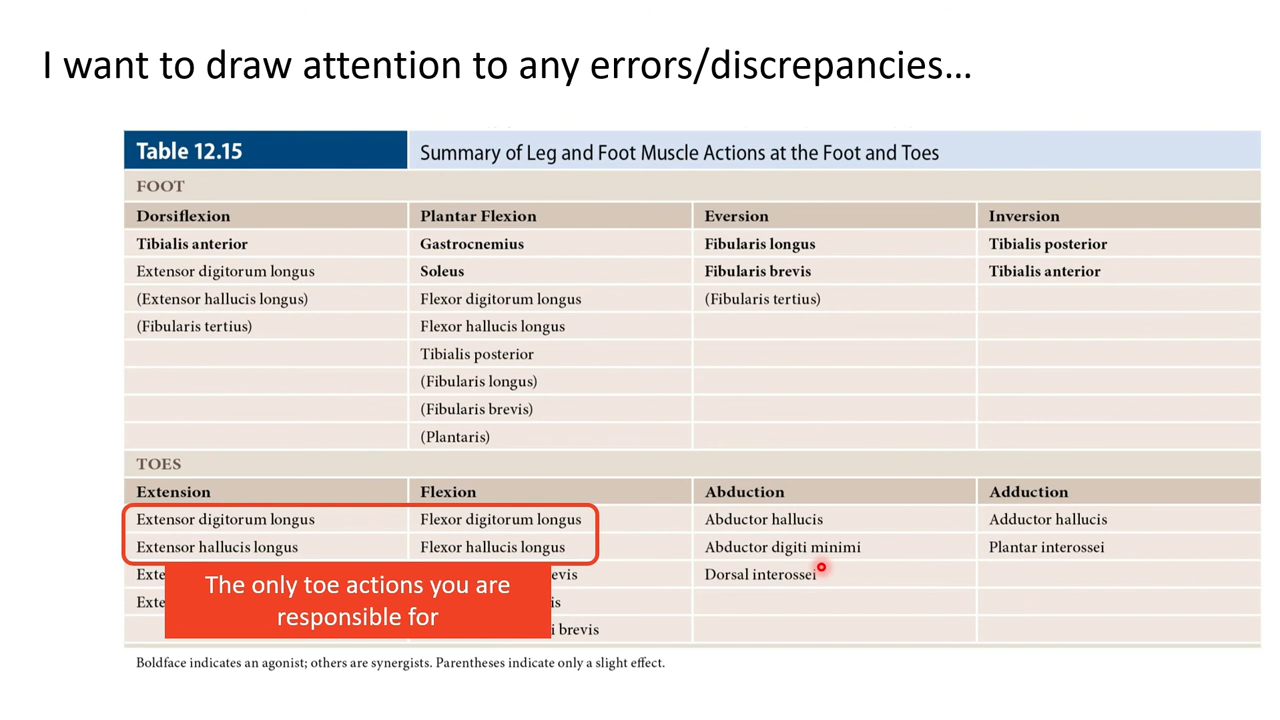 I want to draw attention to any errors/discrepancies...
Table 12.15 Summary of Leg and Foot Muscle Actions at the Foot and Toes
FOOT
Dorsiflexion Plantar Flexion Eversion Inversion
Tibialis anterior Gastrocnemius Fibularis longus Tibialis posterior
Extensor digitorum longus Soleus Fibularis brevis Tibialis anterior
(Extensor hallucis longus) Flexor digitorum longus (Fibularis tertius)
(Fibularis tertius) Flexor hallucis longus
Tibialis posterior
(Fibularis longus)
(Fibularis brevis)
(Plantaris)
TOES
Extension Flexion Abduction Adduction
Extensor digitorum longus Flexor digitorum longus Abductor hallucis Adductor hallucis
Extensor hallucis longus Flexor hallucis longus Abductor digiti minimi Plantar interossei
Dorsal interossei
The only toe actions you are
responsible for
brevis
Boldface indicates an agonist; others are synergists. Parentheses indicate only a slight effect.